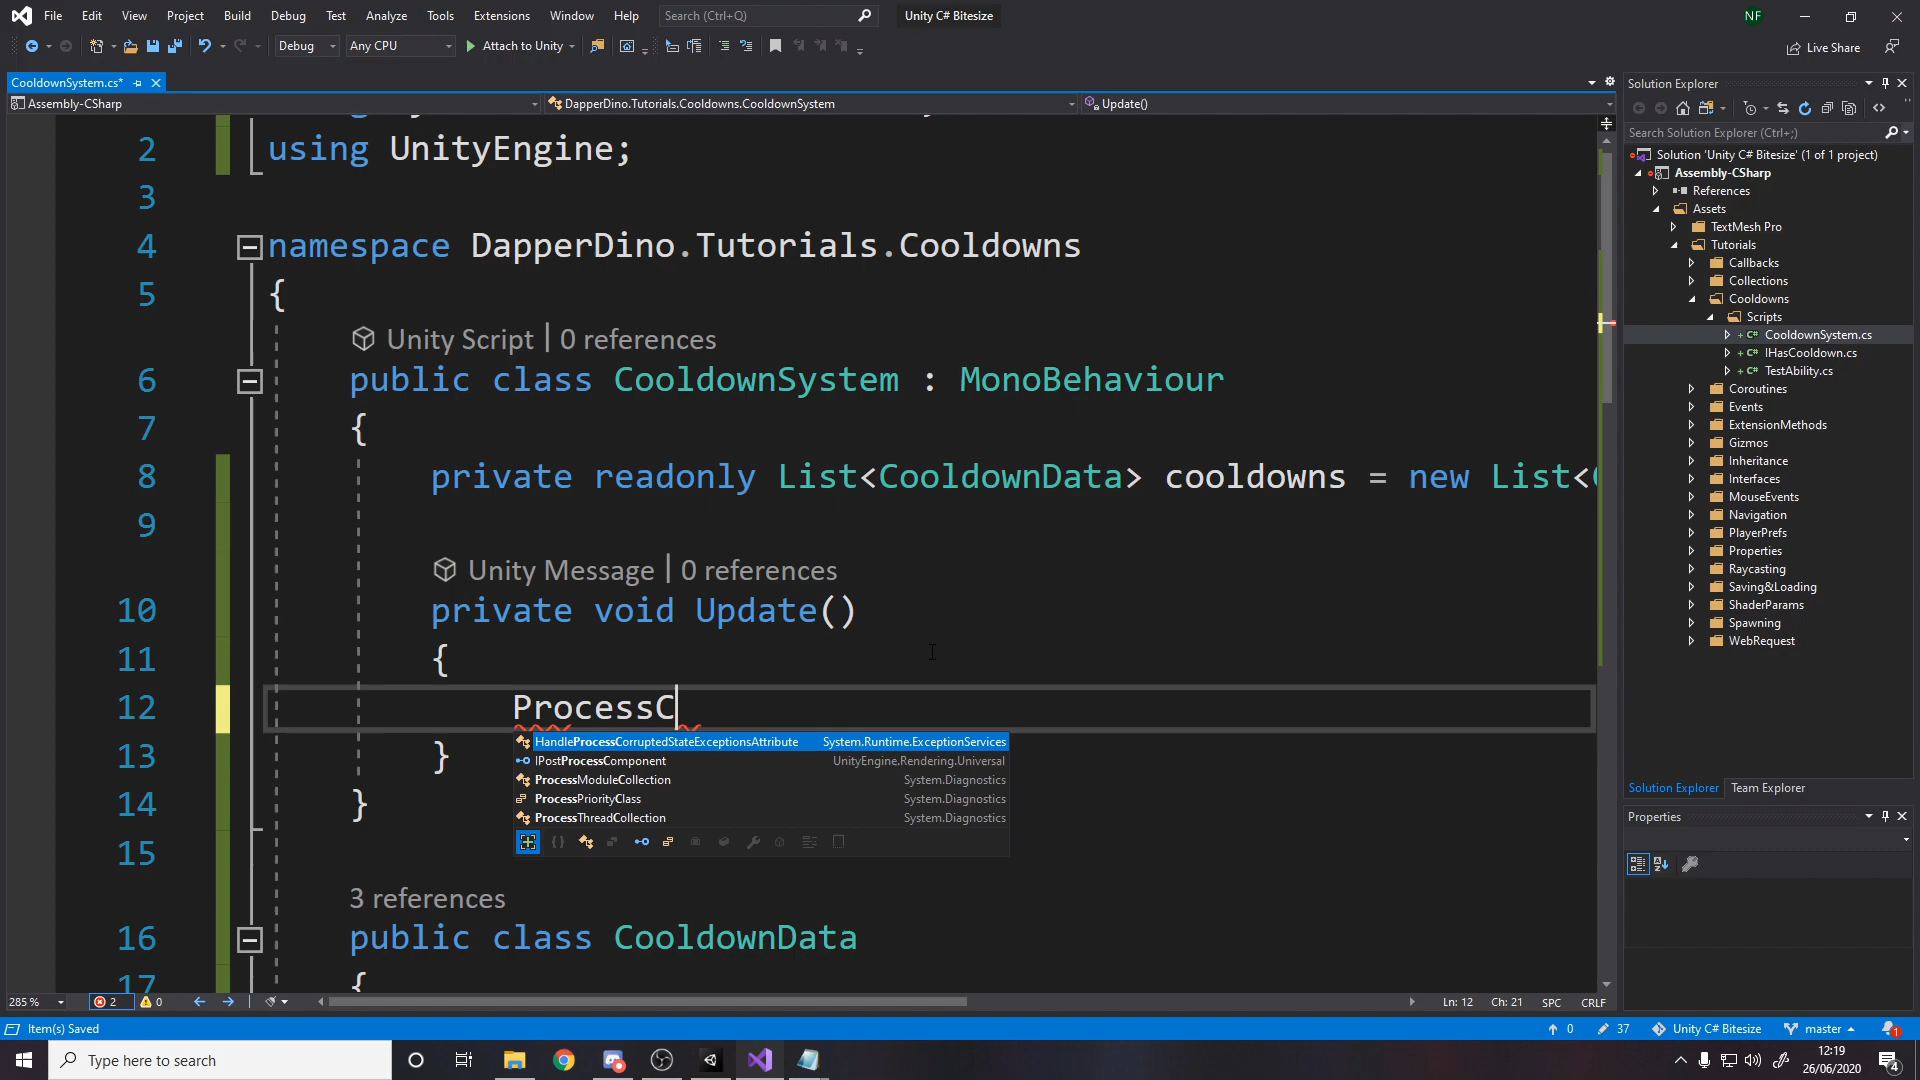 File Edit View Project Build Debug Test Analyze Tools Extensions Window Help Search (Ctrl+Q) Unity C# Bitesize NF
Debug Any CPU Attach to Unity Live Share
CooldownSystem.cs*
Assembly-CSharp DapperDino.Tutorials.Cooldowns.CooldownSystem Update()
2 using UnityEngine;
3
4 namespace DapperDino.Tutorials.Cooldowns
5 {
Unity Script | 0 references
6 public class CooldownSystem : MonoBehaviour
7 {
8 private readonly List<CooldownData> cooldowns = new List<
9
Unity Message | 0 references
10 private void Update()
11 {
12 ProcessC
HandleProcessCorruptedStateExceptionsAttribute System.Runtime.ExceptionServices
IPostProcessComponent UnityEngine.Rendering.Universal
ProcessModuleCollection System.Diagnostics
ProcessPriorityClass System.Diagnostics
ProcessThreadCollection System.Diagnostics
13 }
14 }
15
3 references
16 public class CooldownData
17 {
285 % 2 0 Ln: 12 Ch: 21 SPC CRLF
Solution Explorer
Search Solution Explorer (Ctrl+;)
Solution 'Unity C# Bitesize' (1 of 1 project)
Assembly-CSharp
References
Assets
TextMesh Pro
Tutorials
Callbacks
Collections
Cooldowns
Scripts
CooldownSystem.cs
IHasCooldown.cs
TestAbility.cs
Coroutines
Events
ExtensionMethods
Gizmos
Inheritance
Interfaces
MouseEvents
Navigation
PlayerPrefs
Properties
Raycasting
Saving&Loading
ShaderParams
Spawning
WebRequest
Solution Explorer Team Explorer
Properties
Item(s) Saved 0 37 Unity C# Bitesize master 1
Type here to search 12:19
26/06/2020 4